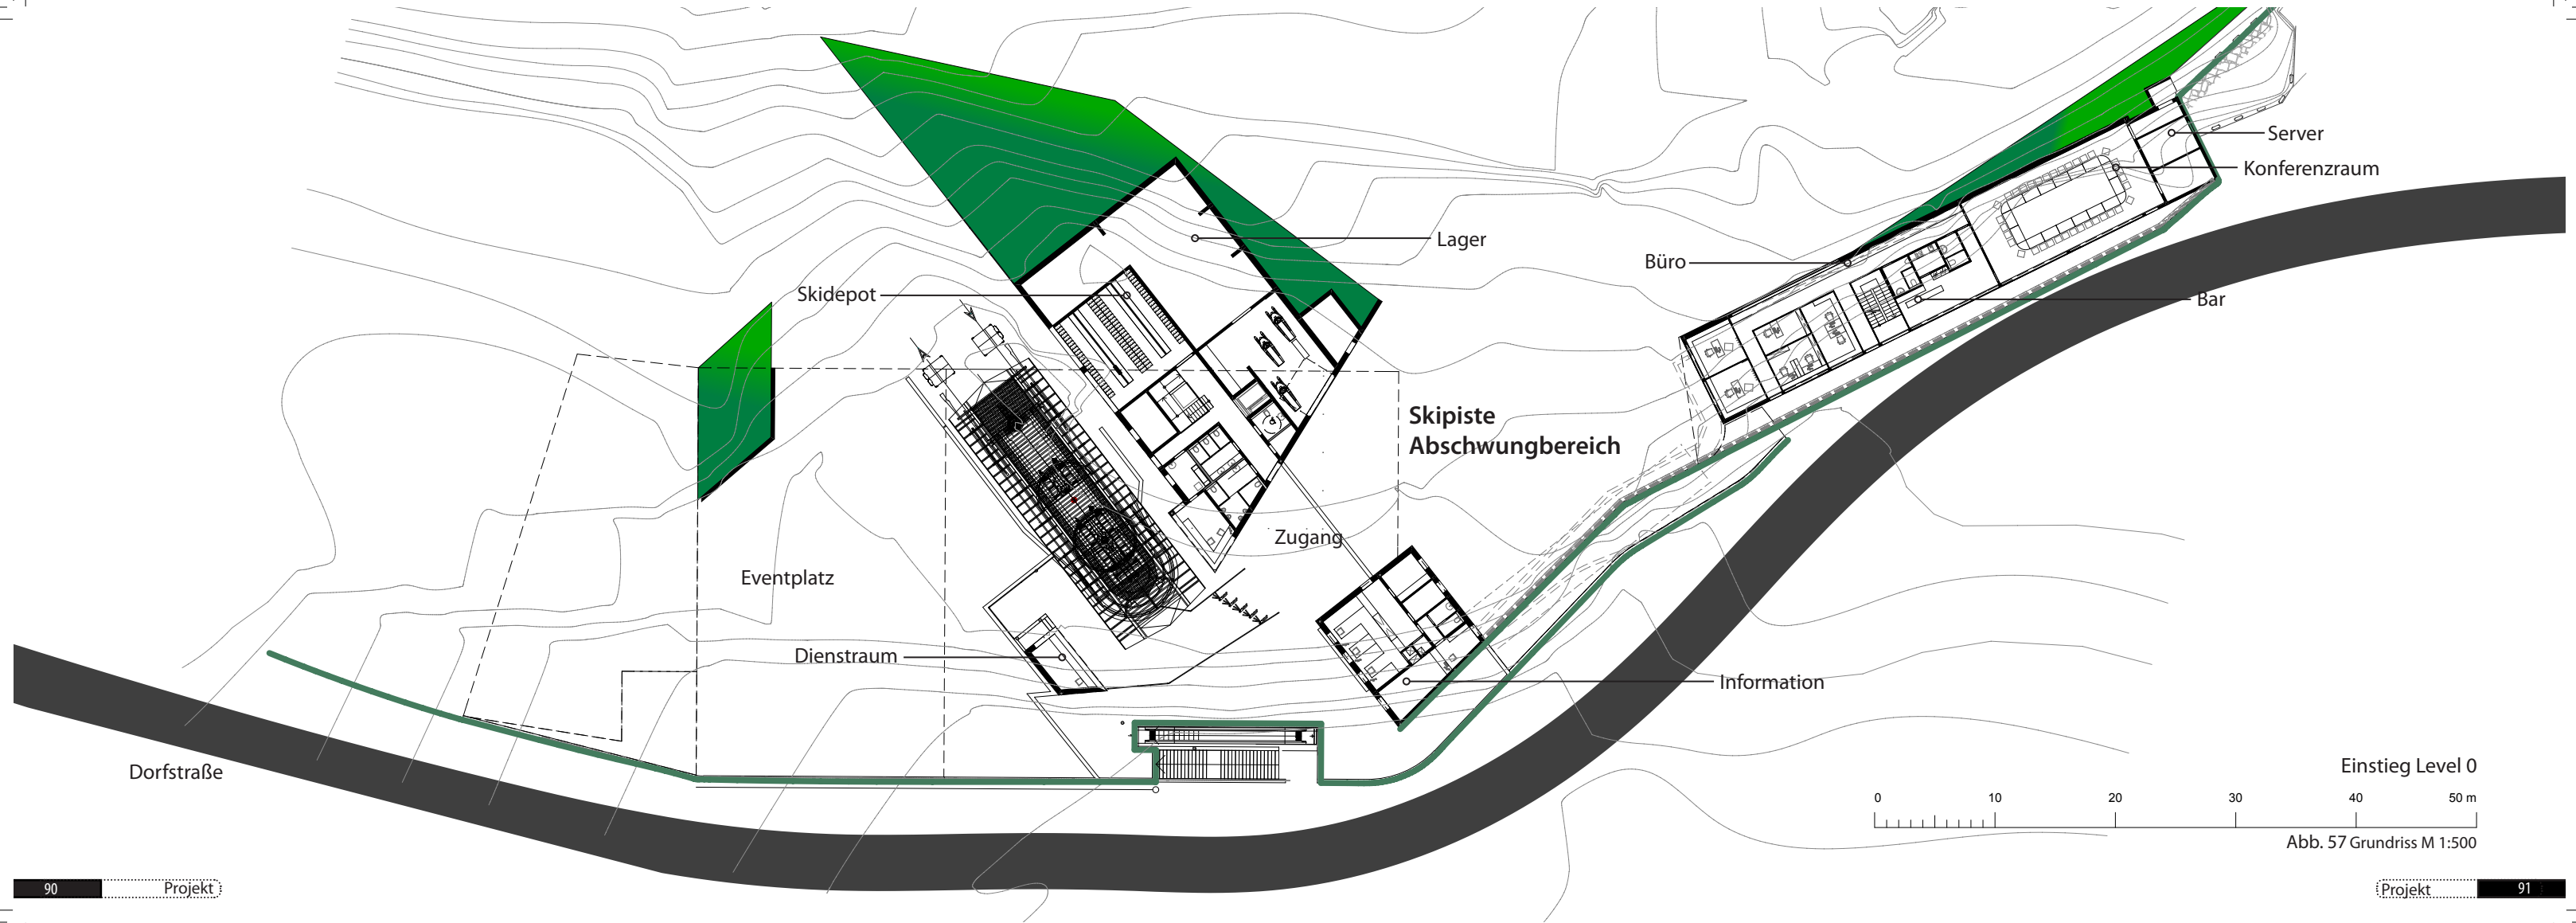 Server
Konferenzraum
Lager
Büro
Skidepot
Bar
Skipiste
Abschwungbereich
Zugang
Eventplatz
Dienstraum
Information
Dorfstraße
Einstieg Level 0
0 10 20 30 40 50 m
Abb. 57 Grundriss M 1:500
90 Projekt
Projekt 91